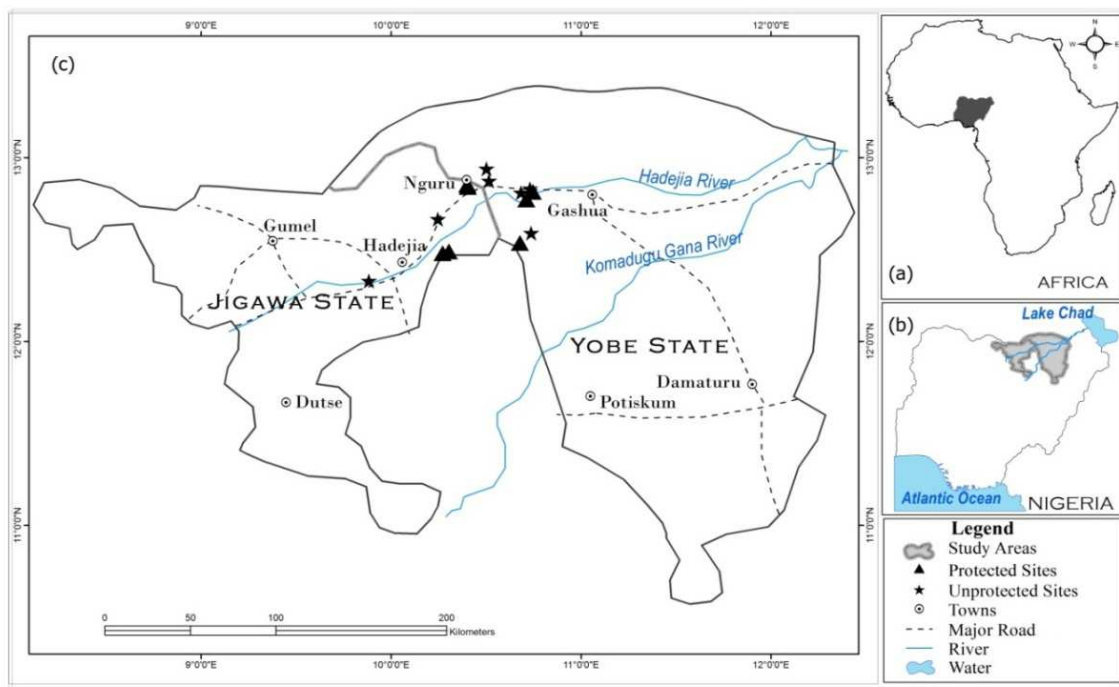 9°0'0"E 10°0'0"E 11°0'0"E 12°0'0"E
(c)
13°0'0"N
13°0'0"N
Nguru
Hadejia River
Gashua
Gumel
Hadejia
Komadugu Gana River
JIGAWA STATE
12°0'0"N
12°0'0"N
YOBE STATE
Damaturu
Dutse
Potiskum
11°0'0"N
11°0'0"N
0 50 100 200
Kilometers
9°0'0"E 10°0'0"E 11°0'0"E 12°0'0"E
N
W E
S
(a)
AFRICA
(b)
Lake Chad
Atlantic Ocean
NIGERIA
Legend
Study Areas
Protected Sites
Unprotected Sites
Towns
Major Road
River
Water